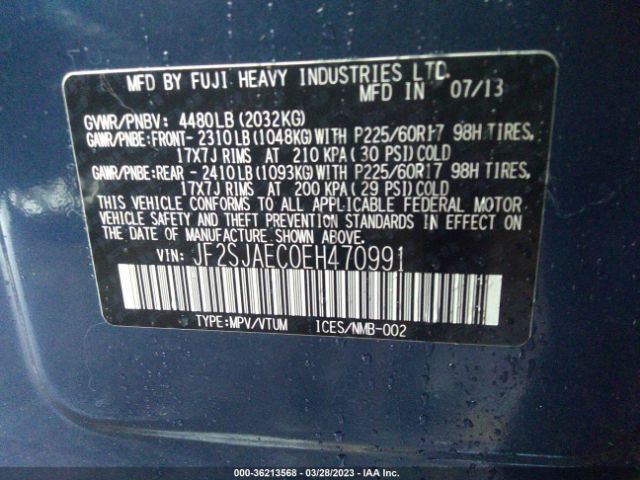 MFD BY FUJI HEAVY INDUSTRIES LTD.
MFD IN 07/13
GVWR/PNBV: 4480LB (2032KG)
GAWR/PNBE:FRONT-2310LB(1048KG)WITH P225/60R17 98H TIRES,
17X7J RIMS AT 210 KPA(30 PSI)COLD
GAWR/PNBE:REAR -2410LB(1093KG)WITH P225/60R17 98H TIRES,
17X7J RIMS AT 200 KPA(29 PSI)COLD
THIS VEHICLE CONFORMS TO ALL APPLICABLE FEDERAL MOTOR
VEHICLE SAFETY AND THEFT PREVENTION STANDARDS IN EFFECT ON THE
DATE OF MANUFACTURE SHOWN ABOVE.
VIN: JF2SJAEC0EH470991
TYPE:MPV/VTUM ICES/NMB-002
000-36213568 - 03/28/2023 - IAA Inc.